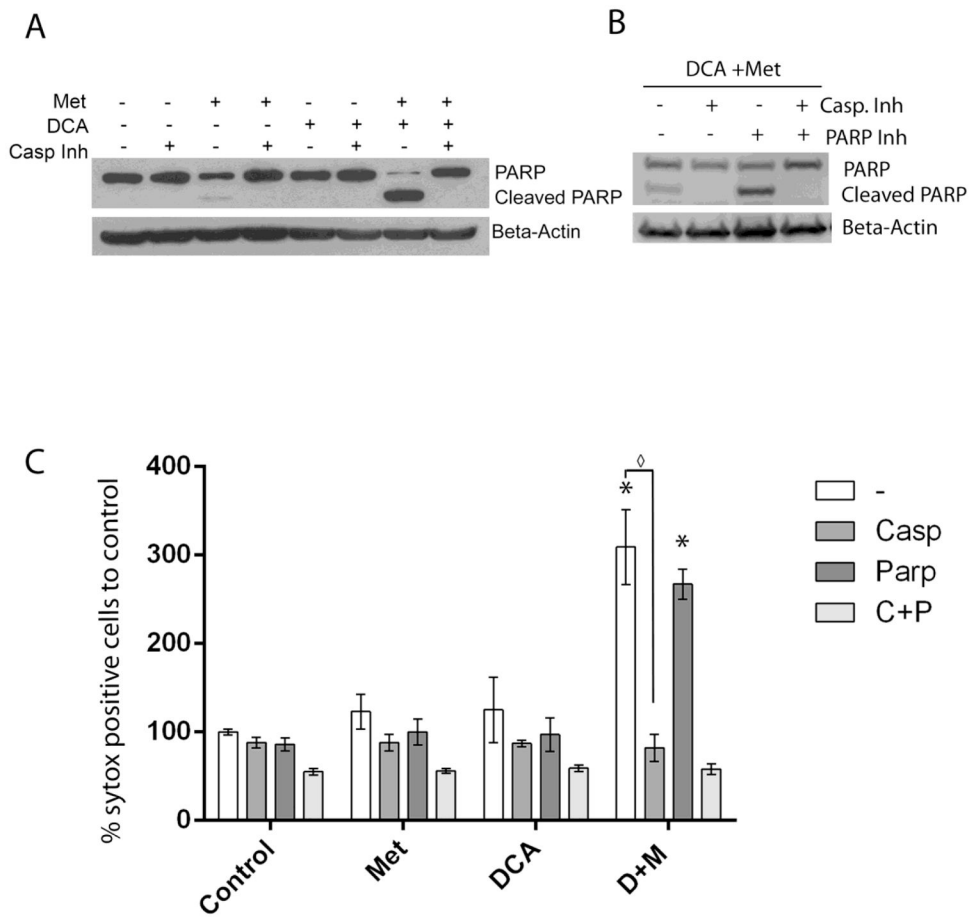 A
Met - - + + - - + +
DCA - - - - + + + +
Casp Inh - + - + - + - +
PARP
Cleaved PARP
Beta-Actin
B
DCA +Met
- + - + Casp. Inh
- - + + PARP Inh
PARP
Cleaved PARP
Beta-Actin
C
% sytox positive cells to control
400
300
200
100
0
* ◊ *
Control Met DCA D+M
-
Casp
Parp
C+P